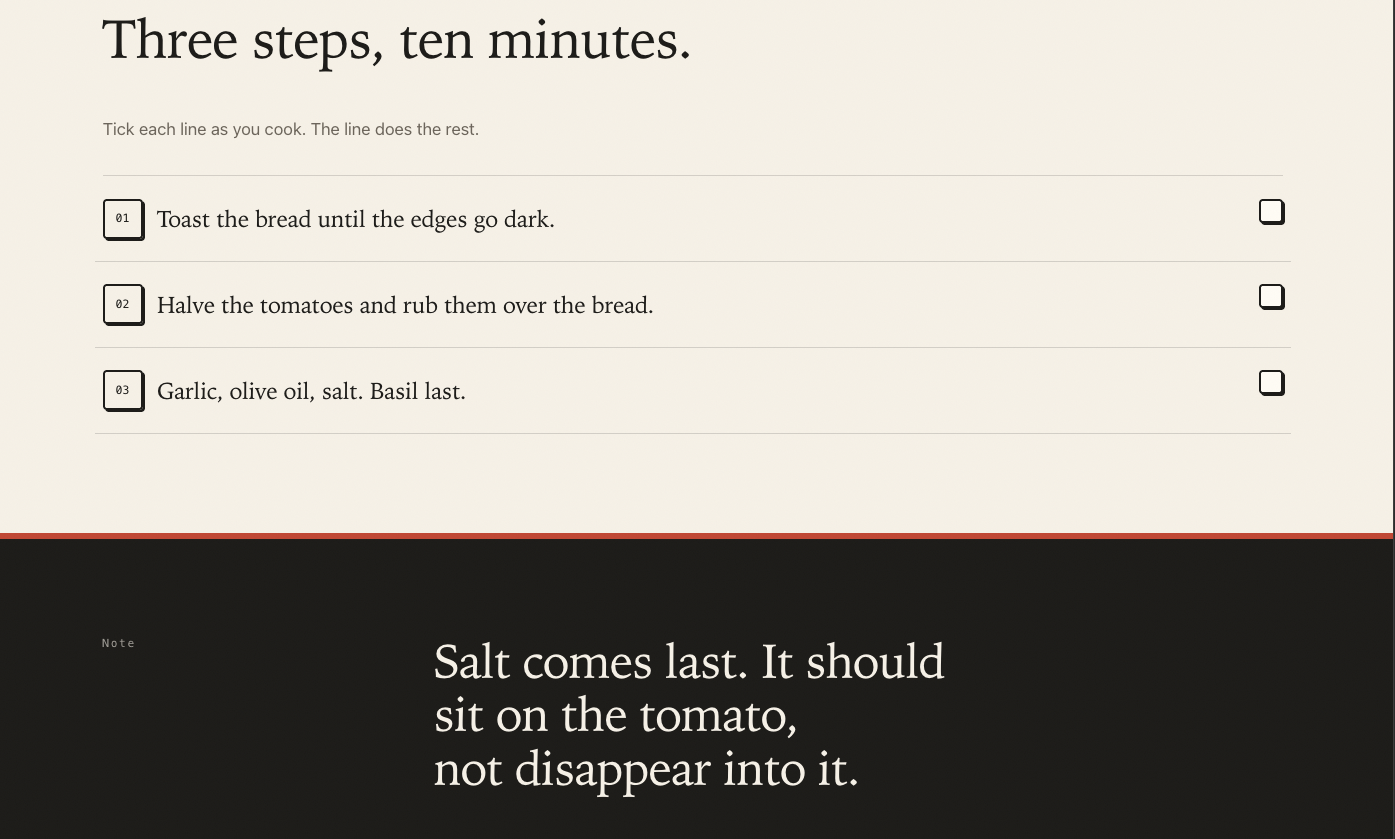 Three steps, ten minutes.
Tick each line as you cook. The line does the rest.
01 Toast the bread until the edges go dark.
02 Halve the tomatoes and rub them over the bread.
03 Garlic, olive oil, salt. Basil last.
Note
Salt comes last. It should
sit on the tomato,
not disappear into it.